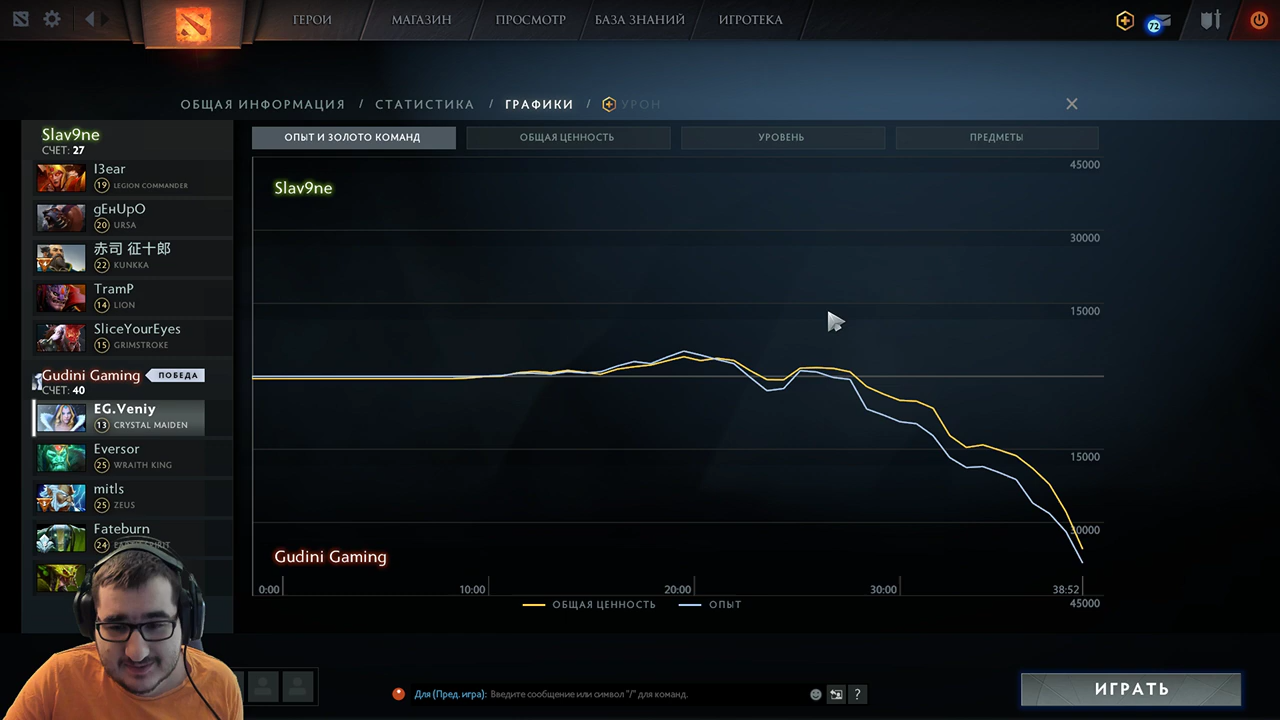 ГЕРОИ
МАГАЗИН
ПРОСМОТР
БАЗА ЗНАНИЙ
ИГРОТЕКА
72
ОБЩАЯ ИНФОРМАЦИЯ / СТАТИСТИКА / ГРАФИКИ / УРОН
Slav9ne
СЧЕТ: 27
I3ear
19 LEGION COMMANDER
gEнUpO
20 URSA
赤司 征十郎
22 KUNKKA
TramP
14 LION
SliceYourEyes
15 GRIMSTROKE
Gudini Gaming ПОБЕДА
СЧЕТ: 40
EG.Veniy
13 CRYSTAL MAIDEN
Eversor
25 WRAITH KING
mitls
25 ZEUS
Fateburn
24
ОПЫТ И ЗОЛОТО КОМАНД
ОБЩАЯ ЦЕННОСТЬ
УРОВЕНЬ
ПРЕДМЕТЫ
45000
Slav9ne
30000
15000
15000
30000
Gudini Gaming
0:00 10:00 20:00 30:00 38:52
45000
ОБЩАЯ ЦЕННОСТЬ ОПЫТ
Для (Пред. игра): Введите сообщение или символ "/" для команд.
?
ИГРАТЬ